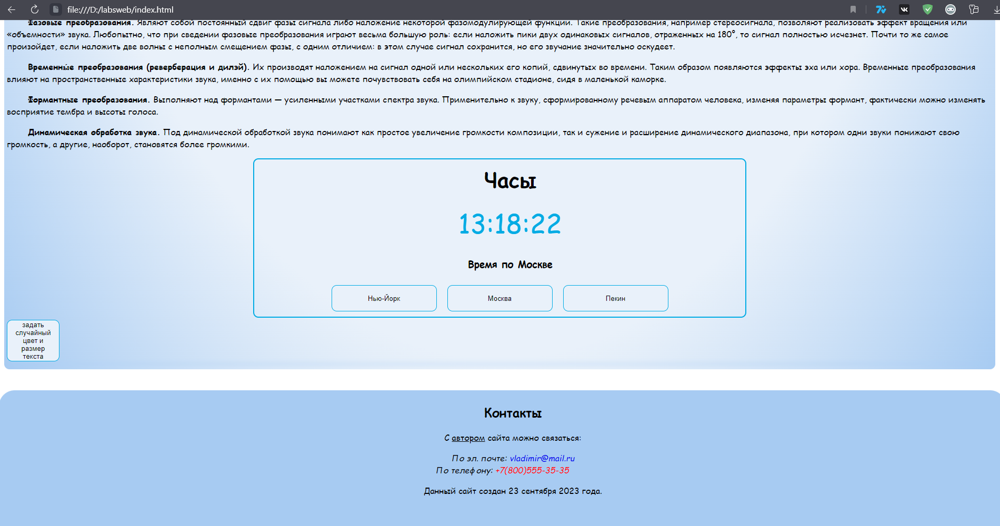 file:///D:/labsweb/index.html
Фазовые преобразования. Являют собой постоянный сдвиг фазы сигнала либо наложение некоторой фазомодулирующей функции. Такие преобразования, например стереосигнала, позволяют реализовать эффект вращения или
«объемности» звука. Любопытно, что при сведении фазовые преобразования играют весьма большую роль: если наложить пики двух одинаковых сигналов, отраженных на 180°, то сигнал полностью исчезнет. Почти то же самое
произойдет, если наложить две волны с неполным смещением фазы, с одним отличием: в этом случае сигнал сохранится, но его звучание значительно оскудеет.
Временны́е преобразования (реверберация и дилэй). Их производят наложением на сигнал одной или нескольких его копий, сдвинутых во времени. Таким образом появляются эффекты эха или хора. Временные преобразования
влияют на пространственные характеристики звука, именно с их помощью вы можете почувствовать себя на олимпийском стадионе, сидя в маленькой каморке.
Формантные преобразования. Выполняют над формантами — усиленными участками спектра звука. Применительно к звуку, сформированному речевым аппаратом человека, изменяя параметры формант, фактически можно изменять
восприятие тембра и высоты голоса.
Динамическая обработка звука. Под динамической обработкой звука понимают как простое увеличение громкости композиции, так и сужение и расширение динамического диапазона, при котором одни звуки понижают свою
громкость, а другие, наоборот, становятся более громкими.
Часы
13:18:22
Время по Москве
Нью-Йорк
Москва
Пекин
задать
случайный
цвет и
размер
текста
Контакты
С автором сайта можно связаться:
По эл. почте: vladimir@mail.ru
По телефону: +7(800)555-35-35
Данный сайт создан 23 сентября 2023 года.